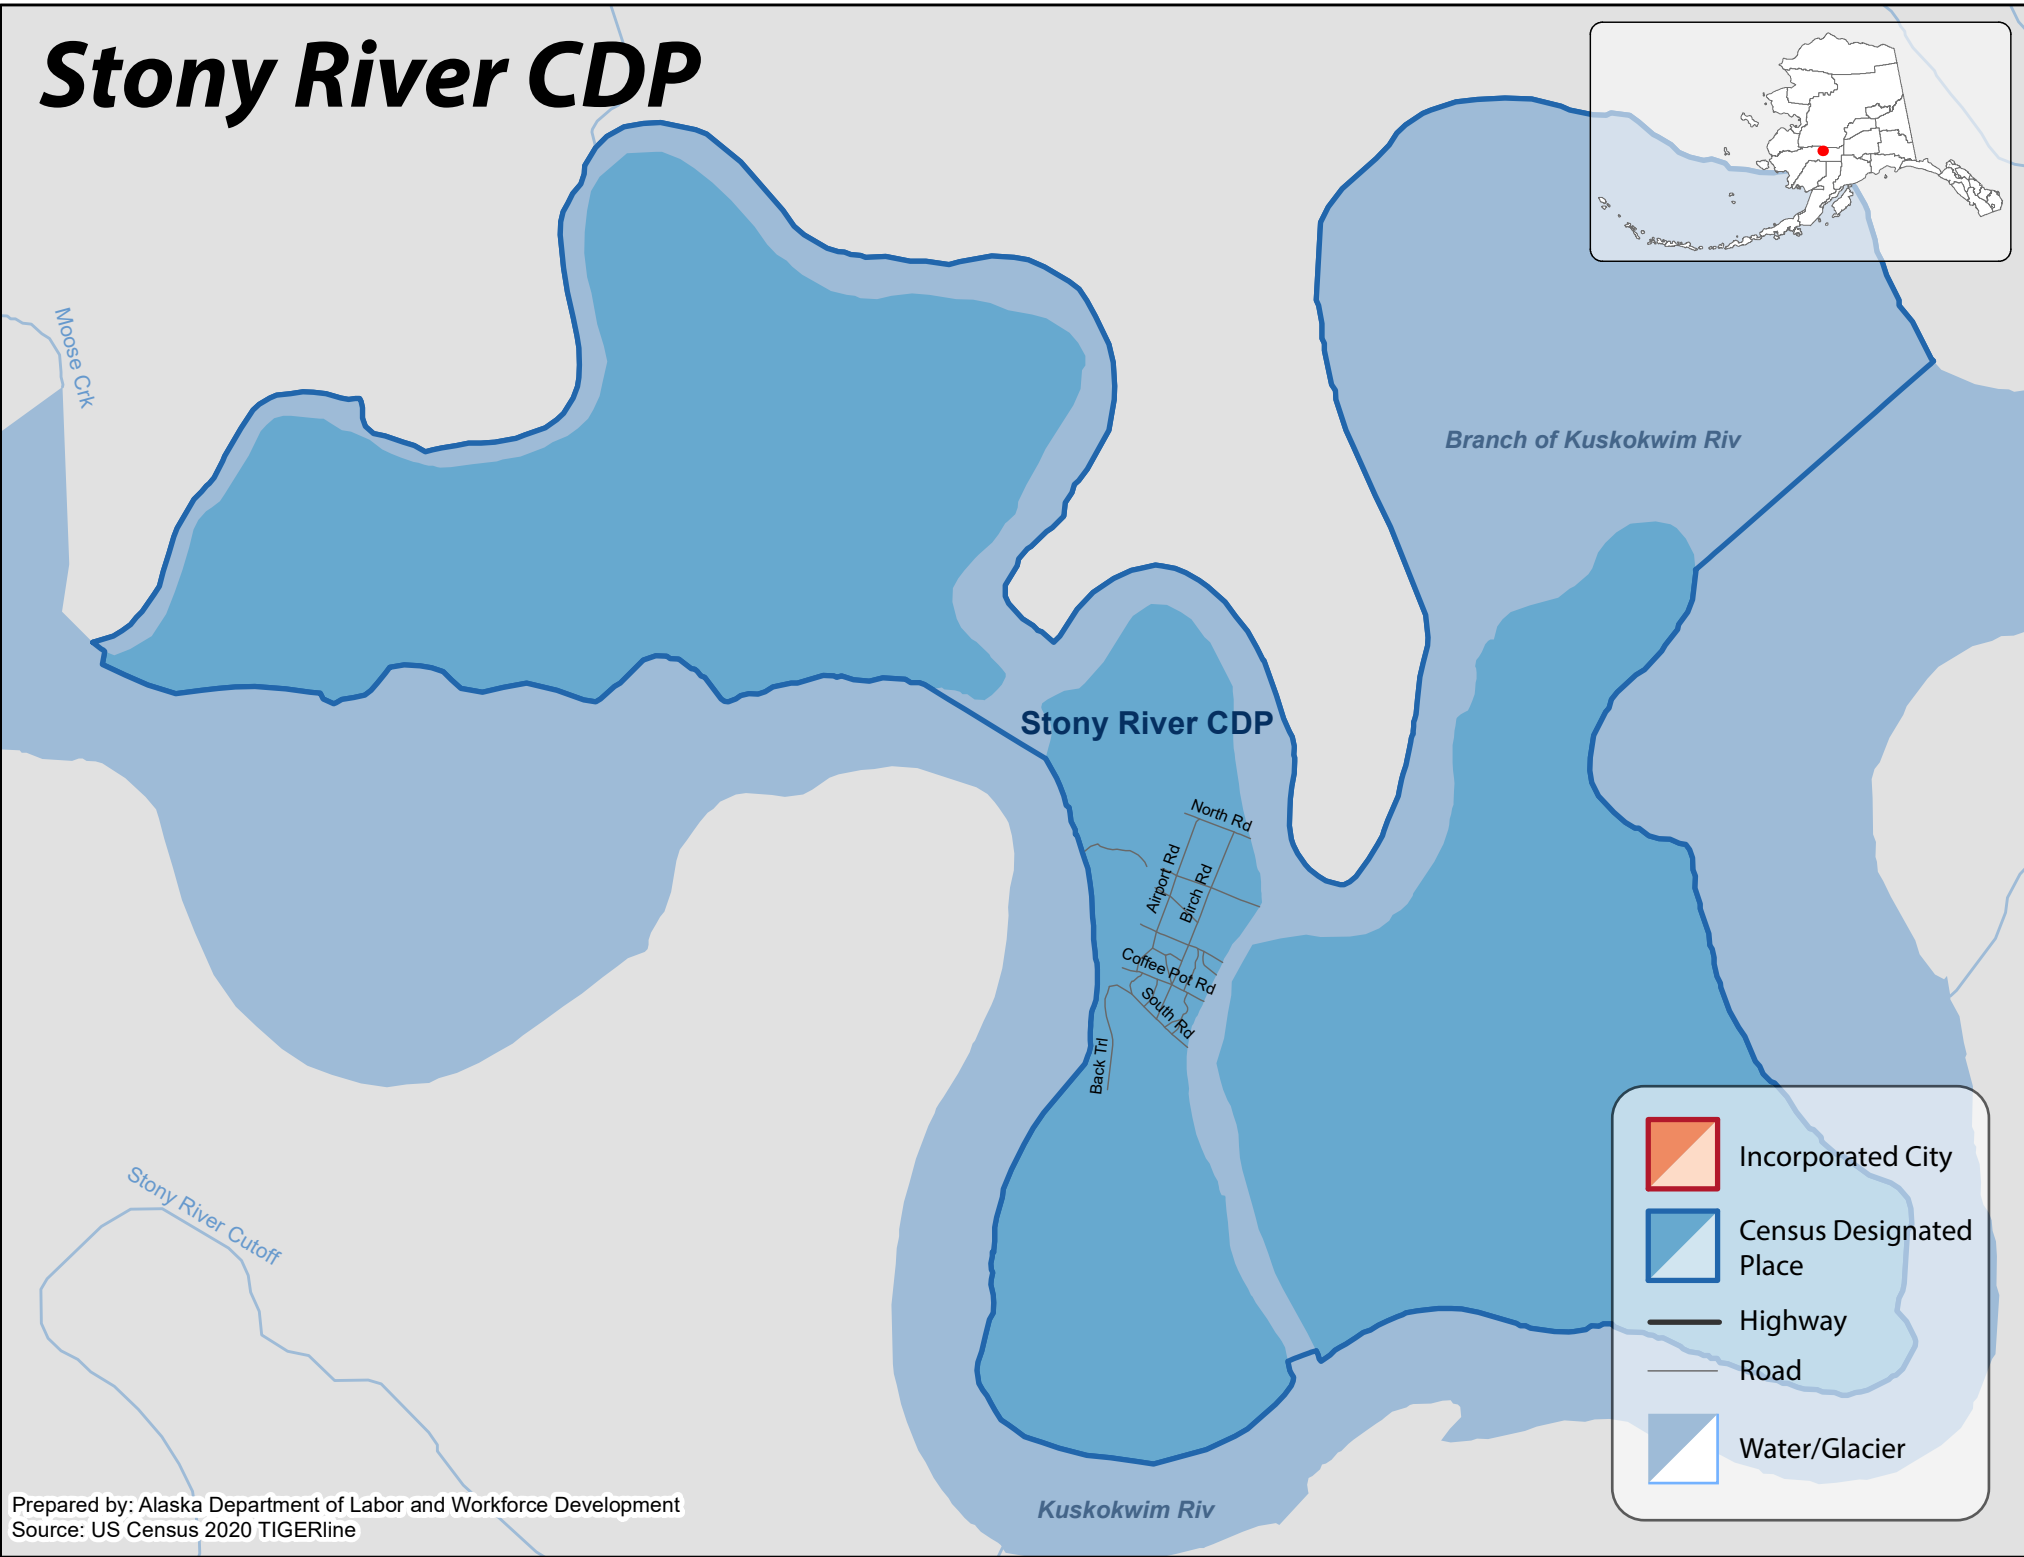 Stony River CDP
Moose Crk
Branch of Kuskokwim Riv
Stony River CDP
North Rd
Airport Rd
Birch Rd
Coffee Pot Rd
South Rd
Back Trl
Stony River Cutoff
Kuskokwim Riv
Incorporated City
Census Designated
Place
Highway
Road
Water/Glacier
Prepared by: Alaska Department of Labor and Workforce Development
Source: US Census 2020 TIGERline